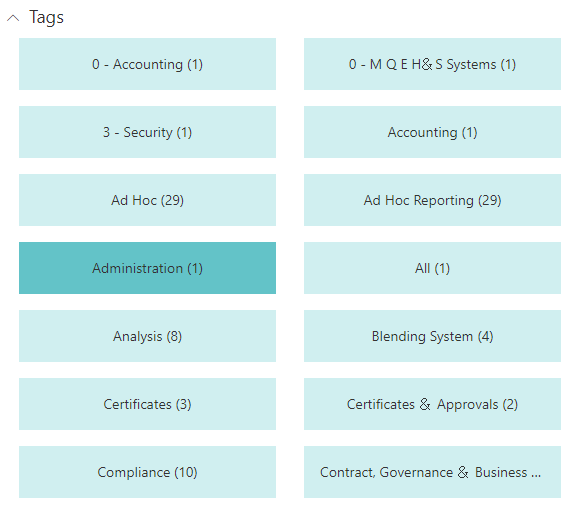 Tags
0 - Accounting (1)
0 - M Q E H& S Systems (1)
3 - Security (1)
Accounting (1)
Ad Hoc (29)
Ad Hoc Reporting (29)
Administration (1)
All (1)
Analysis (8)
Blending System (4)
Certificates (3)
Certificates & Approvals (2)
Compliance (10)
Contract, Governance & Business ...